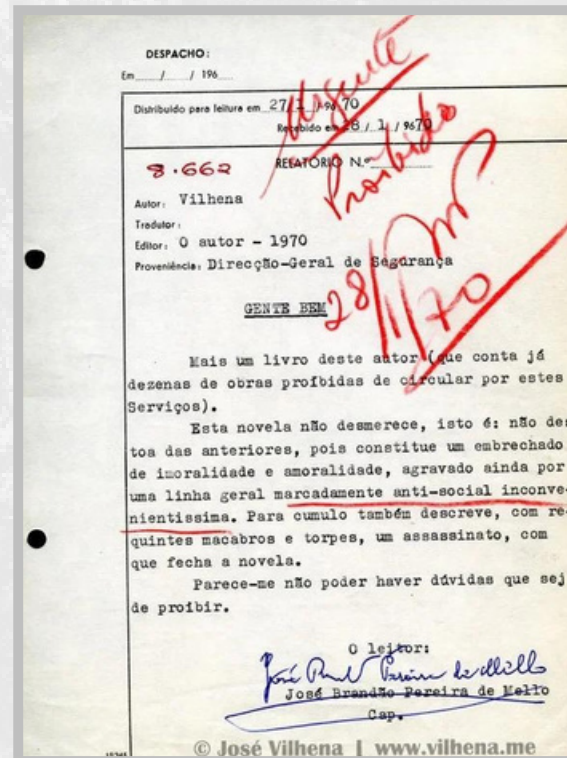 DESPACHO:
Em / / 196
Urgente
Distribuído para leitura em 27/1/9670
Recebido em 28/1/9670
Proibido
8.662 RELATÓRIO N.º
Autor: Vilhena
Tradutor:
Editor: O autor - 1970
Proveniência: Direcção-Geral de Segurança
28/1/70
GENTE BEM
Mais um livro deste autor (que conta já
dezenas de obras proíbidas de circular por estes
Serviços).
Esta novela não desmerece, isto é: não des
toa das anteriores, pois constitue um embrechado
de imoralidade e amoralidade, agravado ainda por
uma linha geral marcadamente anti-social inconve-
nientissima. Para cumulo também descreve, com re-
quintes macabros e torpes, um assassinato, com
que fecha a novela.
Parece-me não poder haver dúvidas que sej
de proibir.
O leitor:
José Brandão Pereira de Mello
Cap.
© José Vilhena | www.vilhena.me